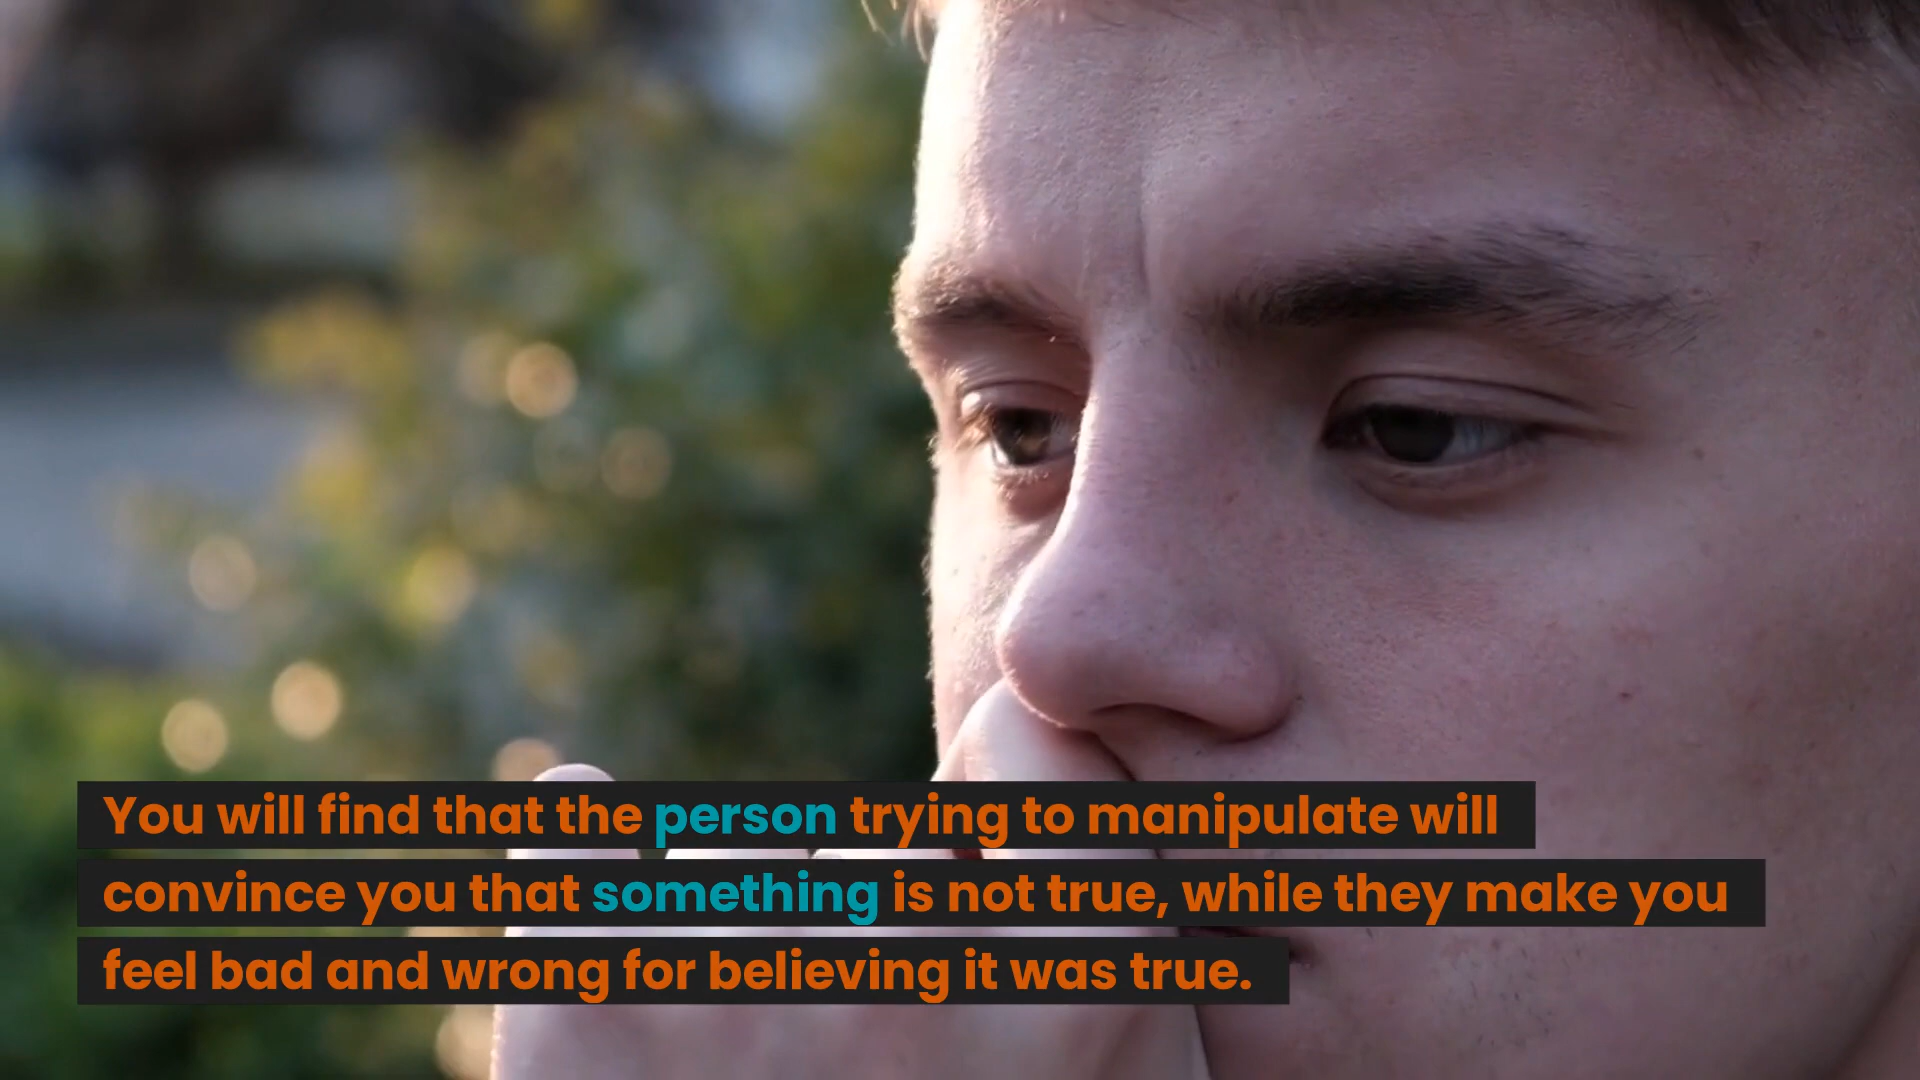 You will find that the person trying to manipulate will
convince you that something is not true, while they make you
feel bad and wrong for believing it was true.